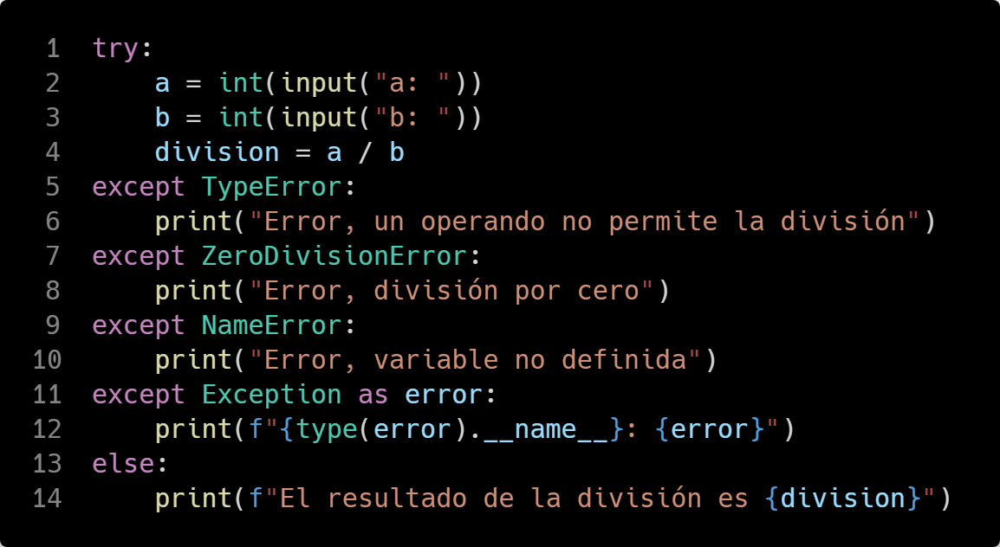 1 try:
2     a = int(input("a: "))
3     b = int(input("b: "))
4     division = a / b
5 except TypeError:
6     print("Error, un operando no permite la división")
7 except ZeroDivisionError:
8     print("Error, división por cero")
9 except NameError:
10     print("Error, variable no definida")
11 except Exception as error:
12     print(f"{type(error).__name__}: {error}")
13 else:
14     print(f"El resultado de la división es {division}")